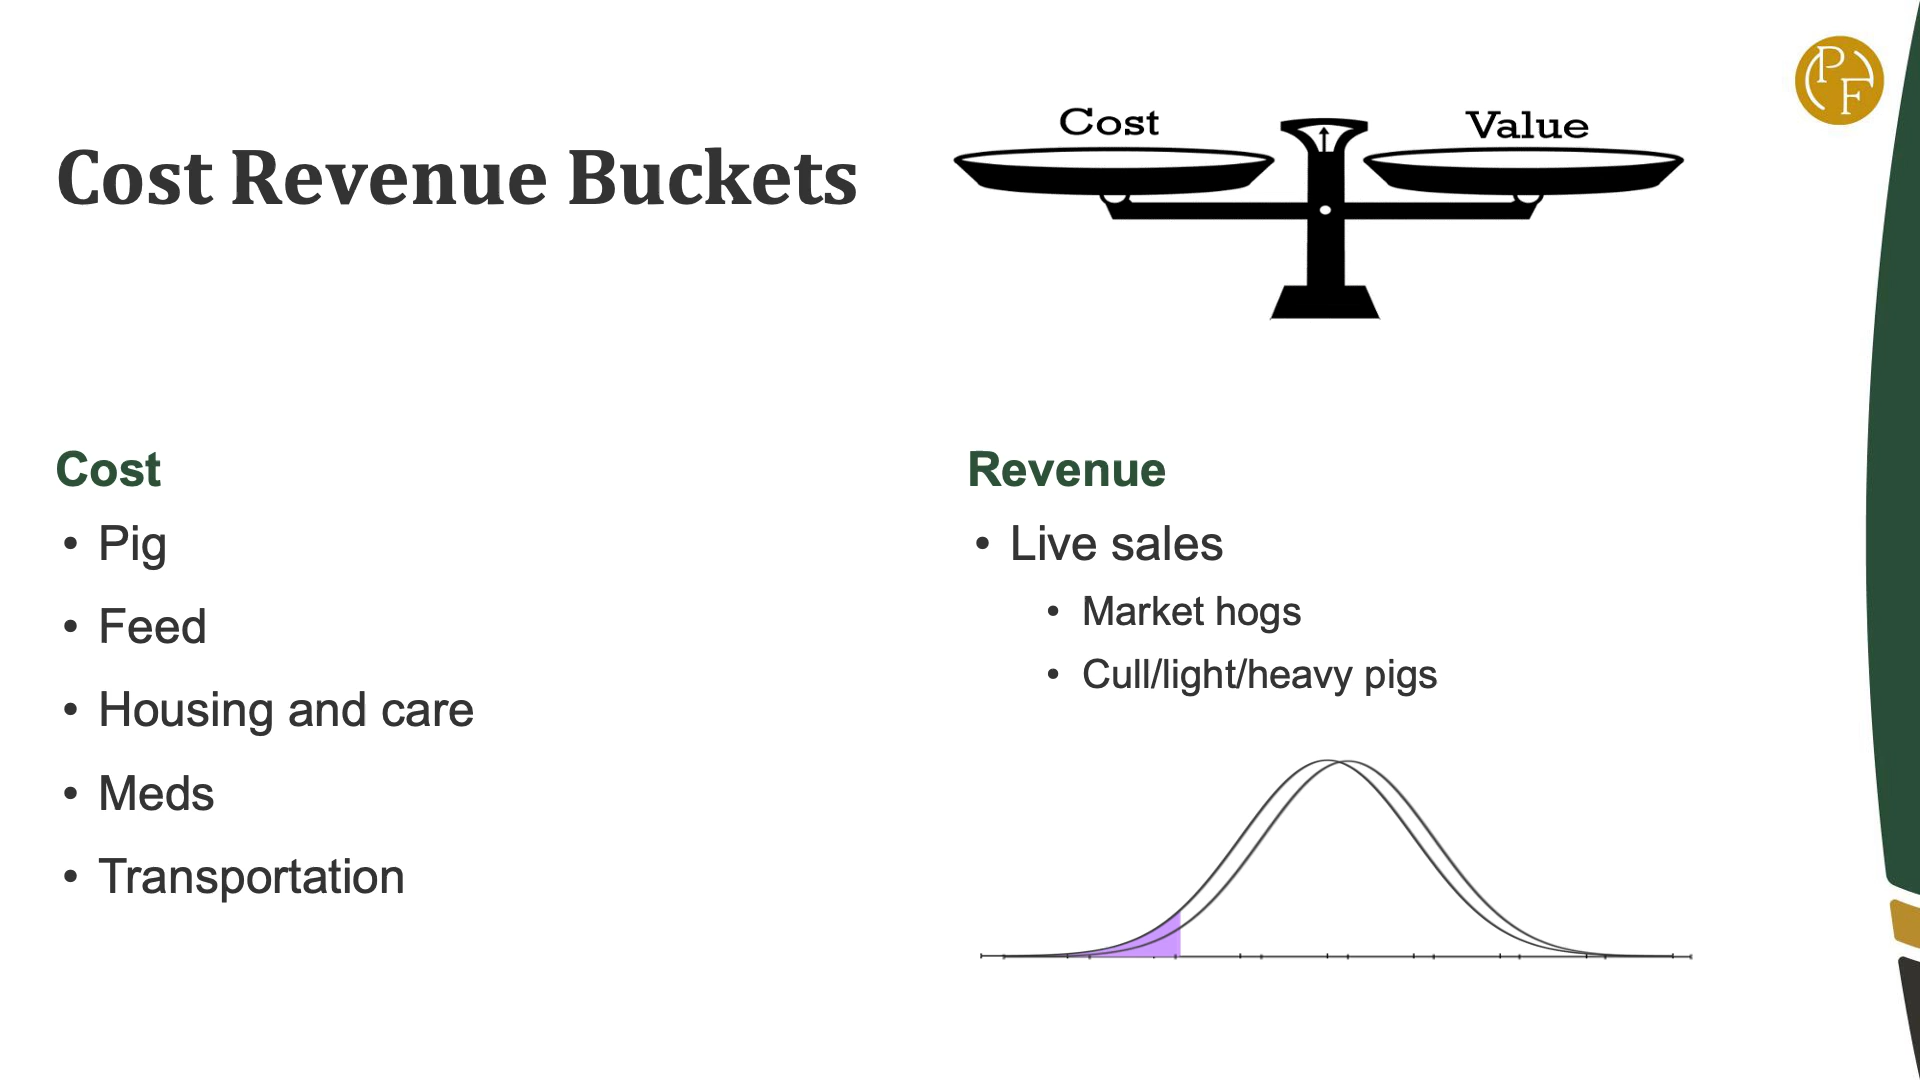 P
F
Cost
Value
Cost Revenue Buckets
Cost
• Pig
• Feed
• Housing and care
• Meds
• Transportation
Revenue
• Live sales
• Market hogs
• Cull/light/heavy pigs